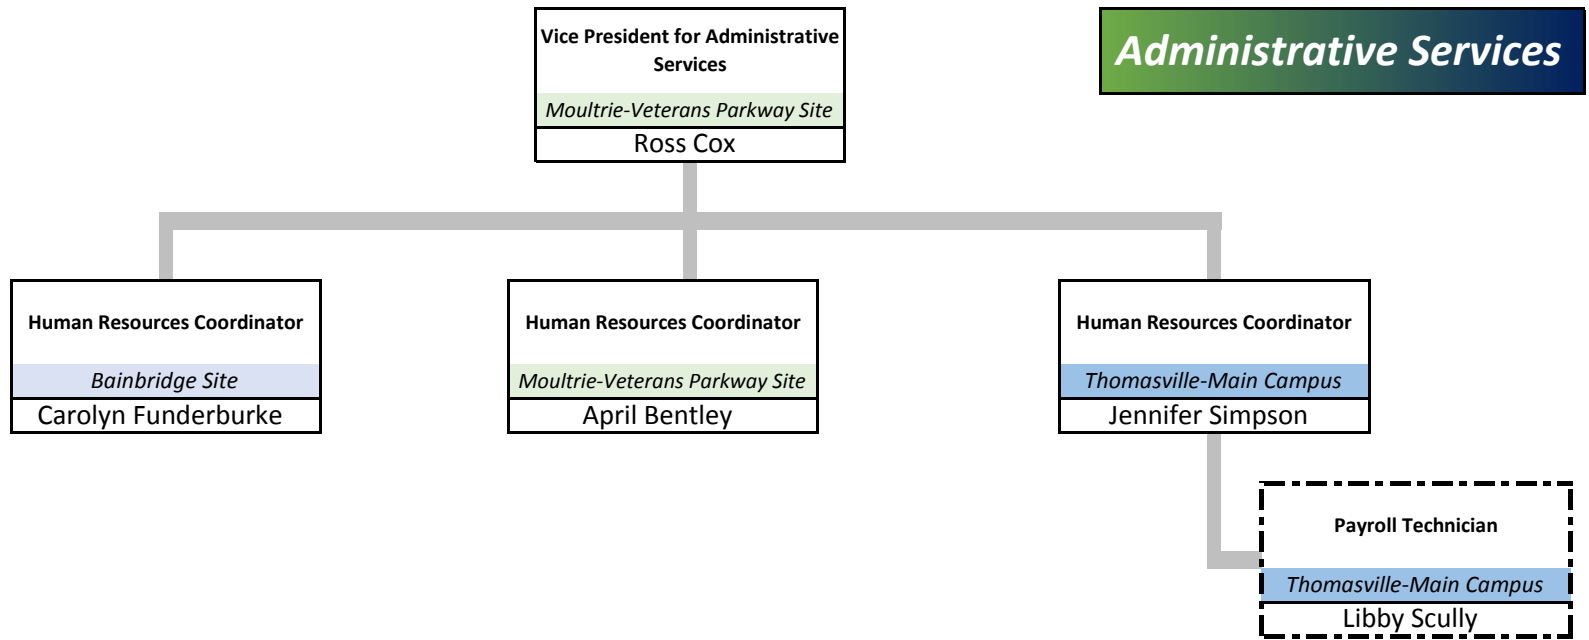 Administrative Services
Vice President for Administrative
Services
Moultrie-Veterans Parkway Site
Ross Cox
Human Resources Coordinator
Bainbridge Site
Carolyn Funderburke
Human Resources Coordinator
Moultrie-Veterans Parkway Site
April Bentley
Human Resources Coordinator
Thomasville-Main Campus
Jennifer Simpson
Payroll Technician
Thomasville-Main Campus
Libby Scully